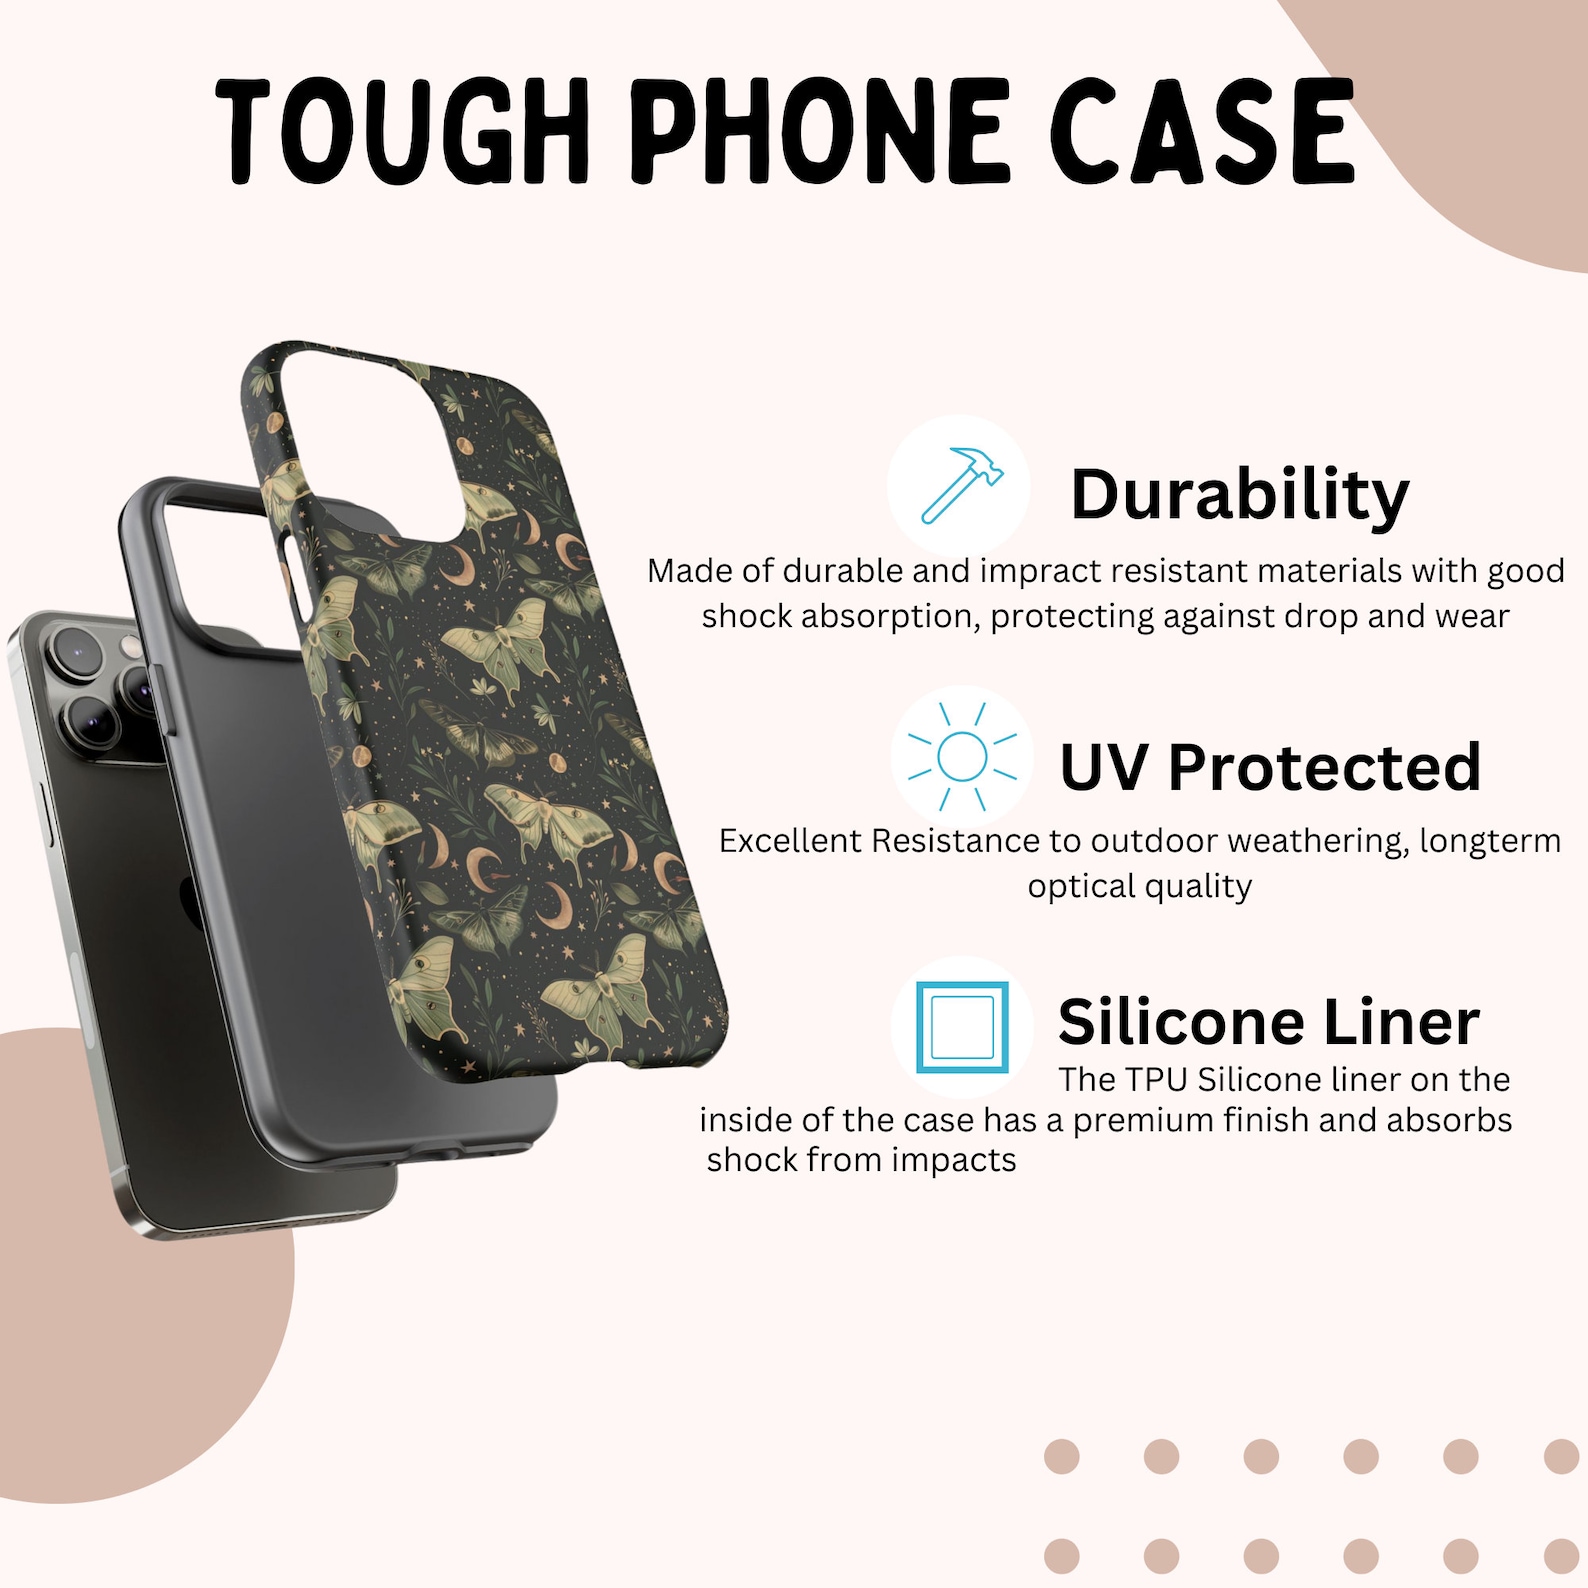 TOUGH PHONE CASE
Durability
Made of durable and impract resistant materials with good
shock absorption, protecting against drop and wear
UV Protected
Excellent Resistance to outdoor weathering, longterm
optical quality
Silicone Liner
The TPU Silicone liner on the
inside of the case has a premium finish and absorbs
shock from impacts